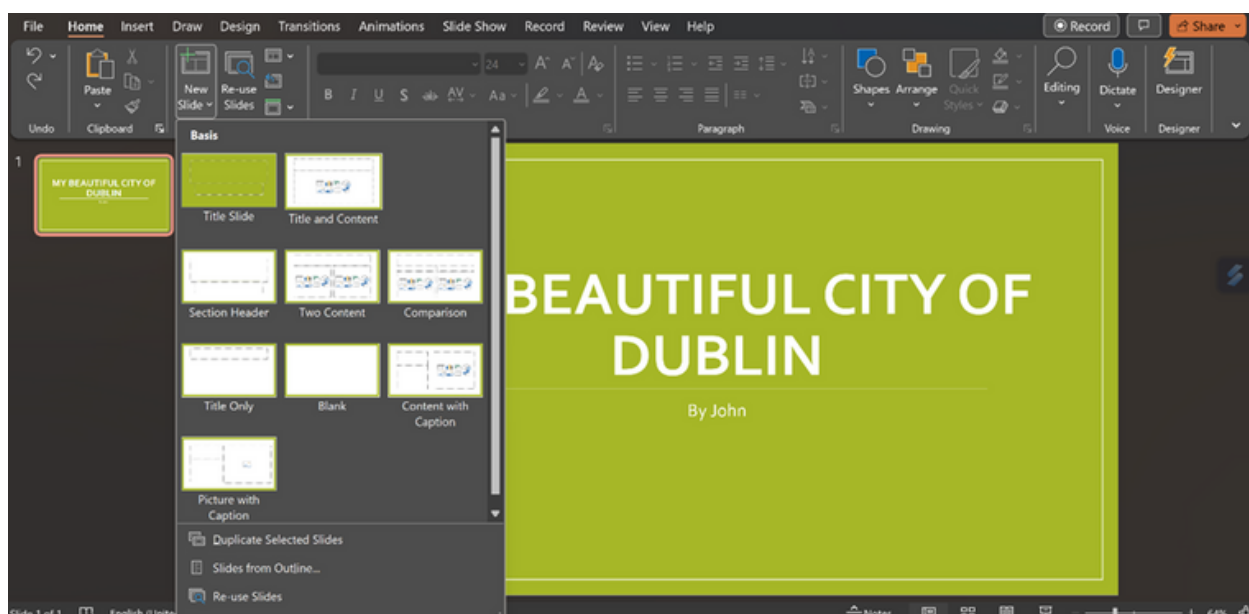 File Home Insert Draw Design Transitions Animations Slide Show Record Review View Help Record Share
Paste
New Slide
Re-use Slides
24
Shapes Arrange Quick Styles
Editing
Dictate
Designer
Undo Clipboard Paragraph Drawing Voice Designer
Basis
1
MY BEAUTIFUL CITY OF
DUBLIN
Title Slide Title and Content
Section Header Two Content Comparison
Title Only Blank Content with Caption
Picture with Caption
Duplicate Selected Slides
Slides from Outline...
Re-use Slides
BEAUTIFUL CITY OF
DUBLIN
By John
Slide 1 of 1 English Notes 64%